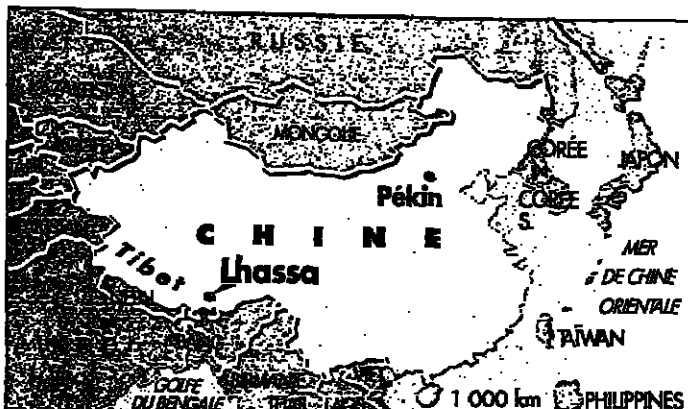 RUSSIE
MONGOLIE
CORÉE
N.
JAPON
Pékin
CORÉE
S.
CHINE
MER
DE CHINE
ORIENTALE
Tibet
Lhassa
TAÏWAN
GOLFE
DU BENGALE
1 000 km
PHILIPPINES